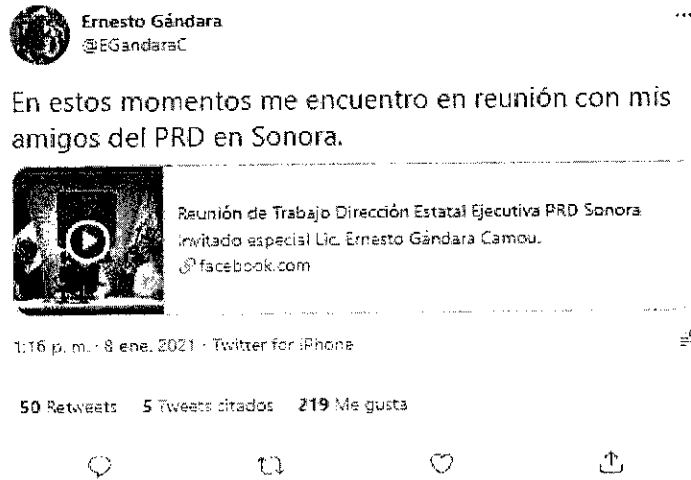 Ernesto Gándara
@EGandaraC
En estos momentos me encuentro en reunión con mis
amigos del PRD en Sonora.
Reunión de Trabajo Dirección Estatal Ejecutiva PRD Sonora
invitado especial Lic. Ernesto Gándara Camou.
facebook.com
1:16 p. m. · 8 ene. 2021 · Twitter for iPhone
50 Retweets 5 Tweets citados 219 Me gusta